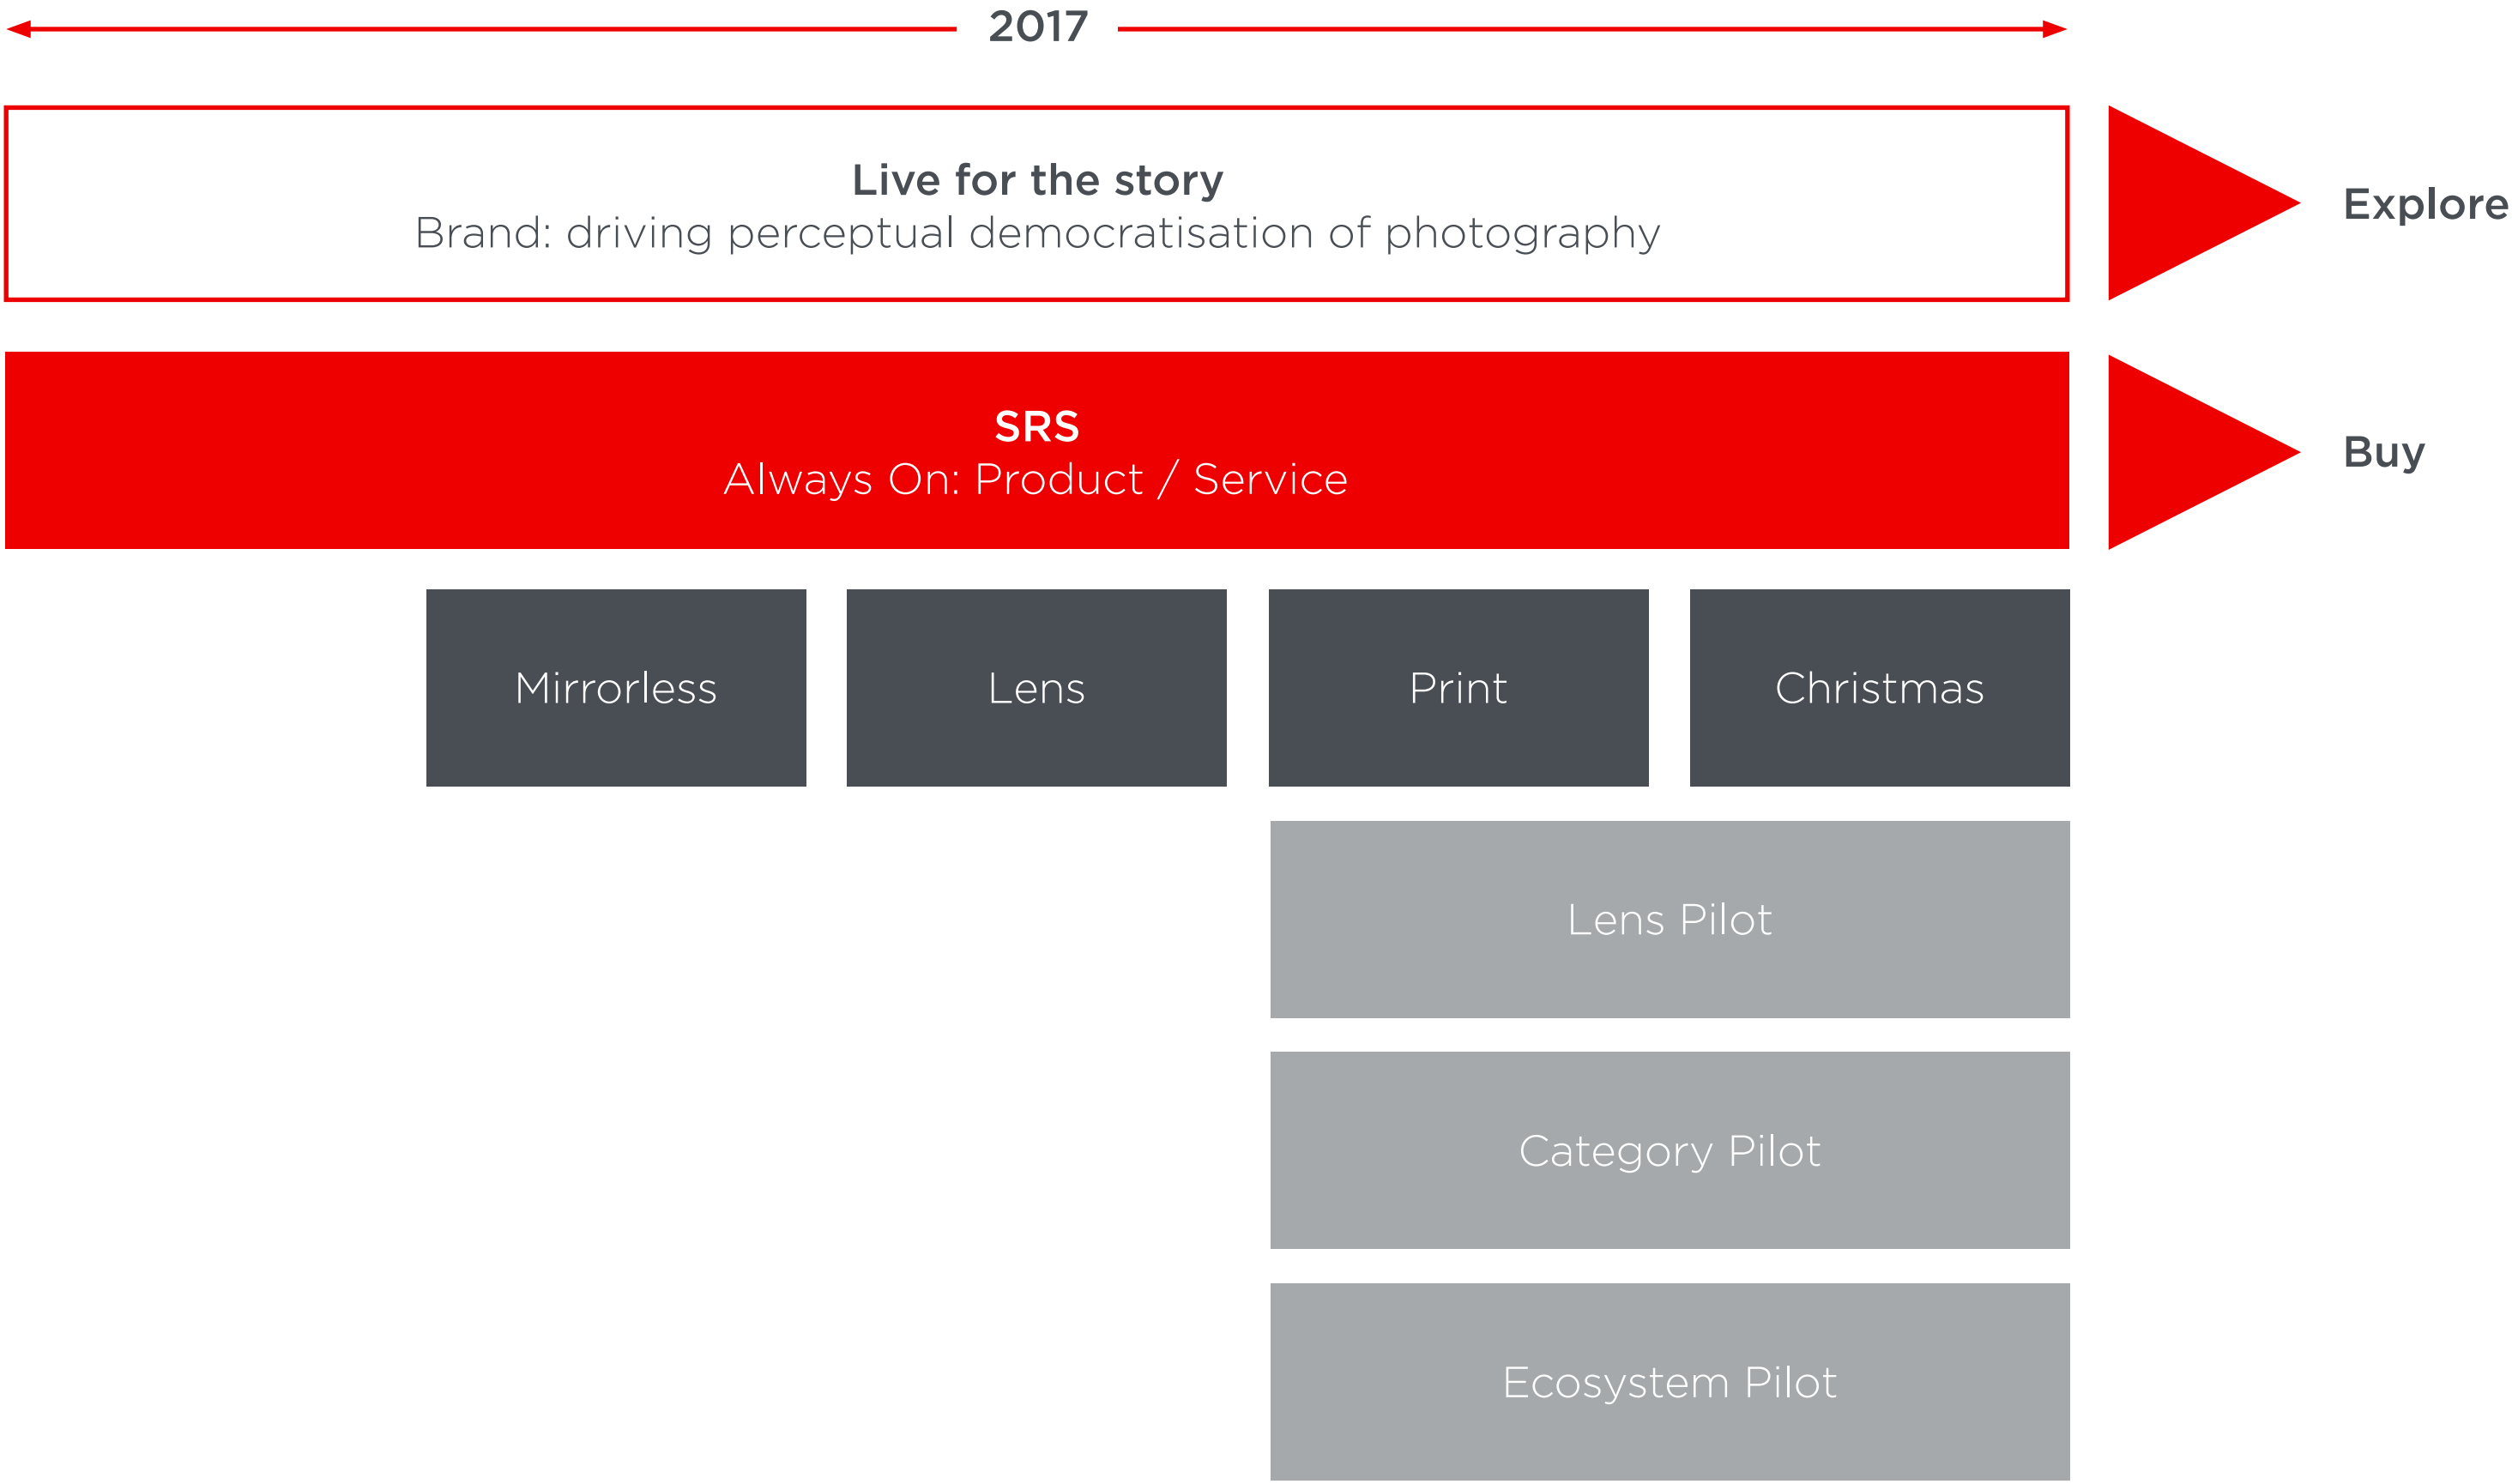 2017
Live for the story
Brand: driving perceptual democratisation of photography
Explore
SRS
Always On: Product / Service
Buy
Mirrorless
Lens
Print
Christmas
Lens Pilot
Category Pilot
Ecosystem Pilot